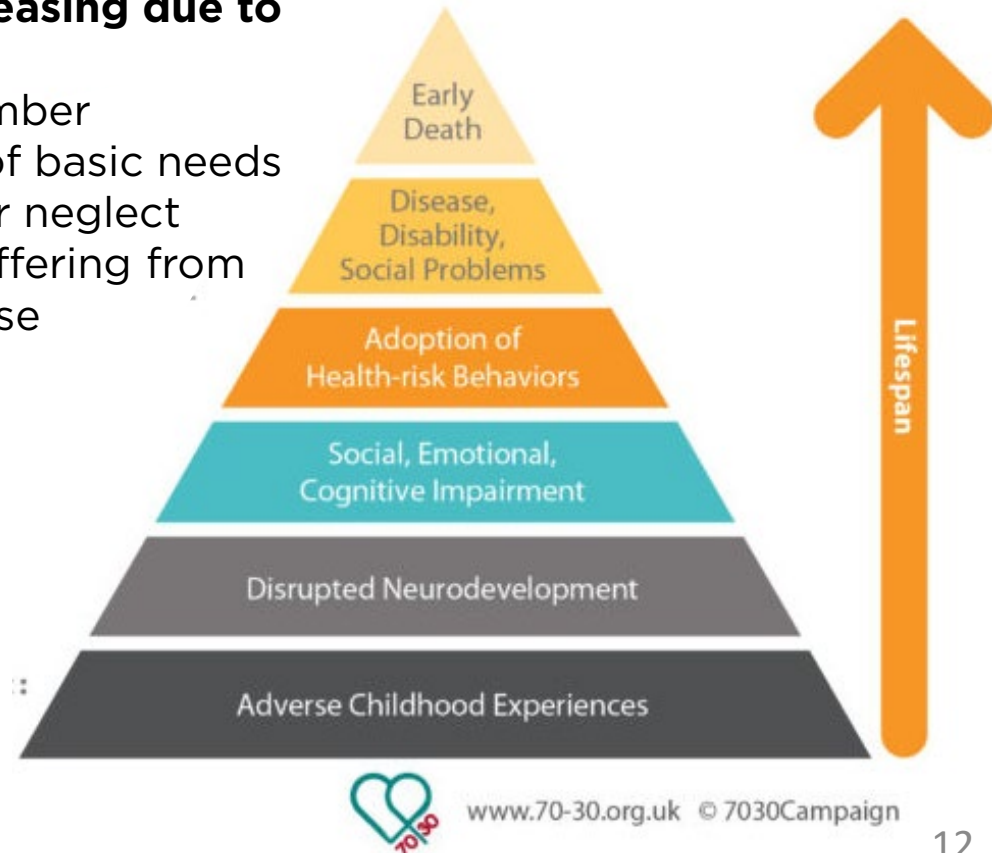 easing due to
mber
of basic needs
r neglect
ffering from
se
:
Early
Death
Disease,
Disability,
Social Problems
Adoption of
Health-risk Behaviors
Social, Emotional,
Cognitive Impairment
Disrupted Neurodevelopment
Adverse Childhood Experiences
Lifespan
70/30
www.70-30.org.uk © 7030Campaign
12